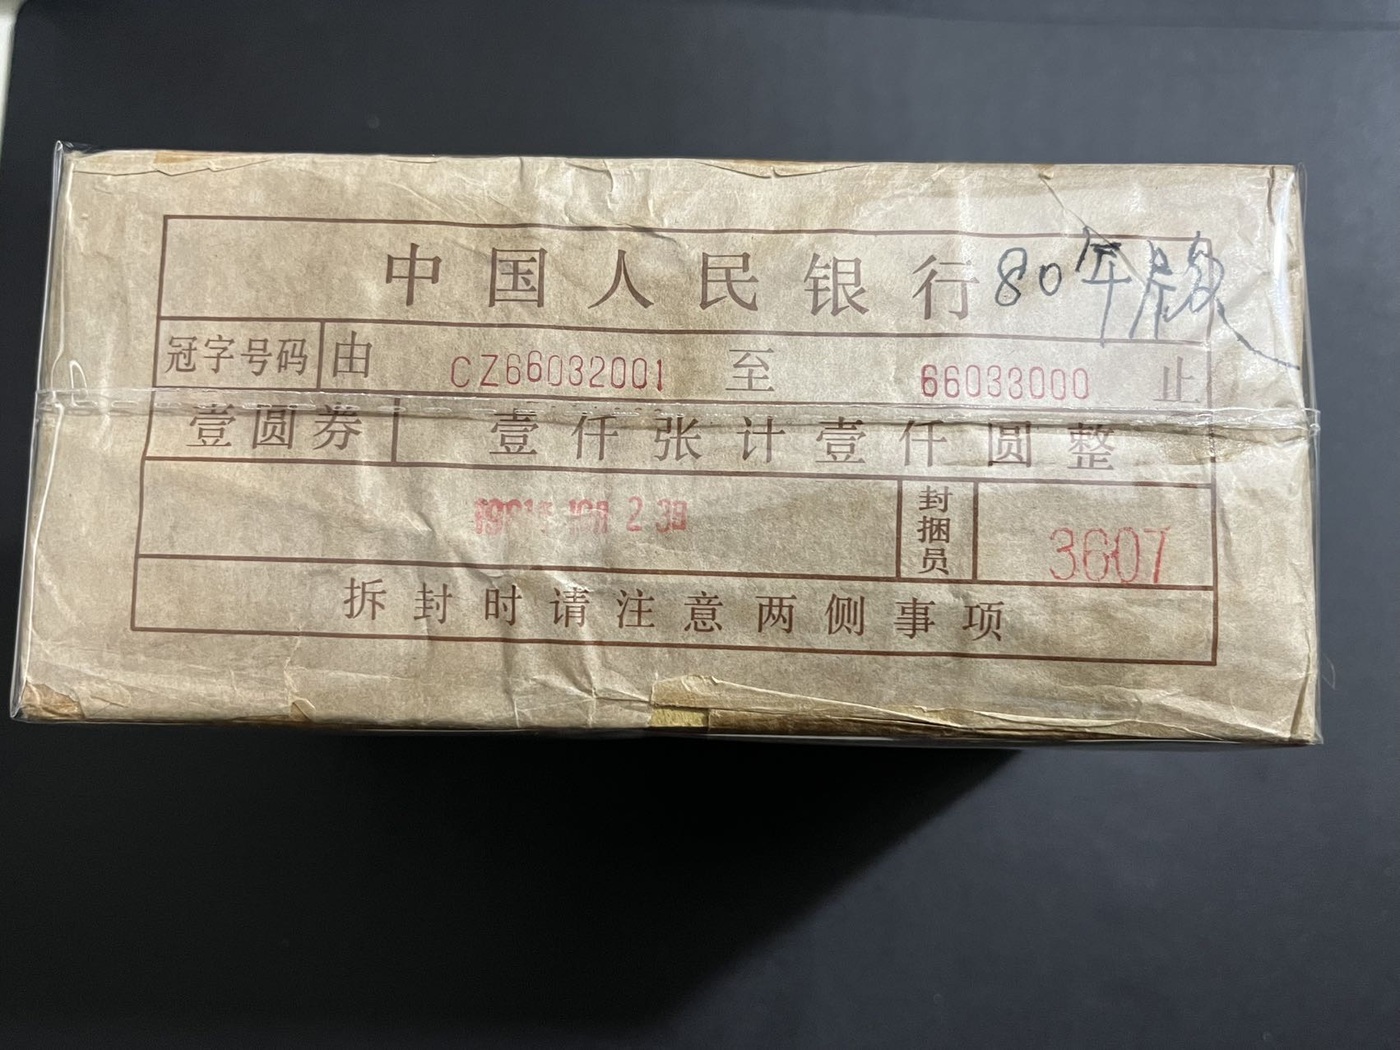 中国人民银行 80年版
冠字号码 由 CZ66032001 至 66033000 止
壹圆券 壹仟张计壹仟圆整
封捆员 3607
拆封时请注意两侧事项